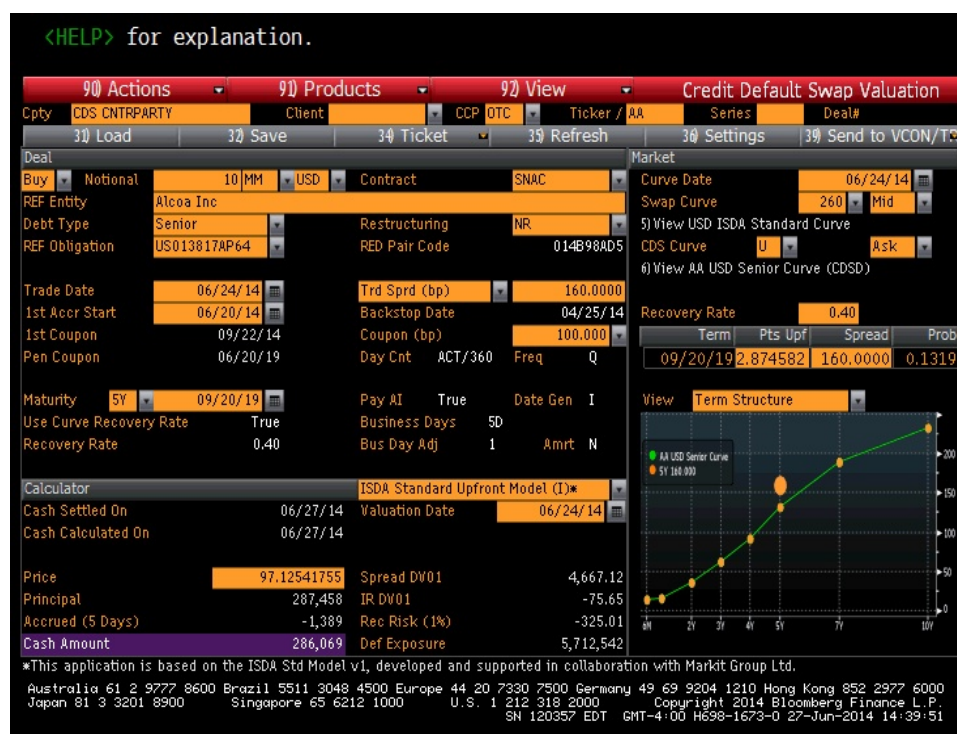 <HELP> for explanation.
90) Actions 91) Products 92) View Credit Default Swap Valuation
Cpty CDS CNTRPARTY Client CCP OTC Ticker / AA Series Deal#
31) Load 32) Save 34) Ticket 35) Refresh 36) Settings 39) Send to VCON/T
Deal Market
Buy Notional 10 MM USD Contract SNAC Curve Date 06/24/14
REF Entity Alcoa Inc Swap Curve 260 Mid
Debt Type Senior Restructuring NR 5) View USD ISDA Standard Curve
REF Obligation US013817AP64 RED Pair Code 014B98AD5 CDS Curve U Ask
6) View AA USD Senior Curve (CDSD)
Trade Date 06/24/14 Trd Sprd (bp) 160.0000
1st Accr Start 06/20/14 Backstop Date 04/25/14 Recovery Rate 0.40
1st Coupon 09/22/14 Coupon (bp) 100.000 Term Pts Upf Spread Prob
Pen Coupon 06/20/19 Day Cnt ACT/360 Freq Q 09/20/19 2.874582 160.0000 0.1319
Maturity 5Y 09/20/19 Pay AI True Date Gen I View Term Structure
Use Curve Recovery Rate True Business Days 5D
Recovery Rate 0.40 Bus Day Adj 1 Amrt N
AA USD Senior Curve
5Y 160.000
200
150
100
50
0
6M 2Y 3Y 4Y 5Y 7Y 10Y
Calculator ISDA Standard Upfront Model (I)*
Cash Settled On 06/27/14 Valuation Date 06/24/14
Cash Calculated On 06/27/14
Price 97.12541755 Spread DV01 4,667.12
Principal 287,458 IR DV01 -75.65
Accrued (5 Days) -1,389 Rec Risk (1%) -325.01
Cash Amount 286,069 Def Exposure 5,712,542
*This application is based on the ISDA Std Model v1, developed and supported in collaboration with Markit Group Ltd.
Australia 61 2 9777 8600 Brazil 5511 3048 4500 Europe 44 20 7330 7500 Germany 49 69 9204 1210 Hong Kong 852 2977 6000
Japan 81 3 3201 8900 Singapore 65 6212 1000 U.S. 1 212 318 2000 Copyright 2014 Bloomberg Finance L.P.
SN 120357 EDT GMT-4:00 H698-1673-0 27-Jun-2014 14:39:51